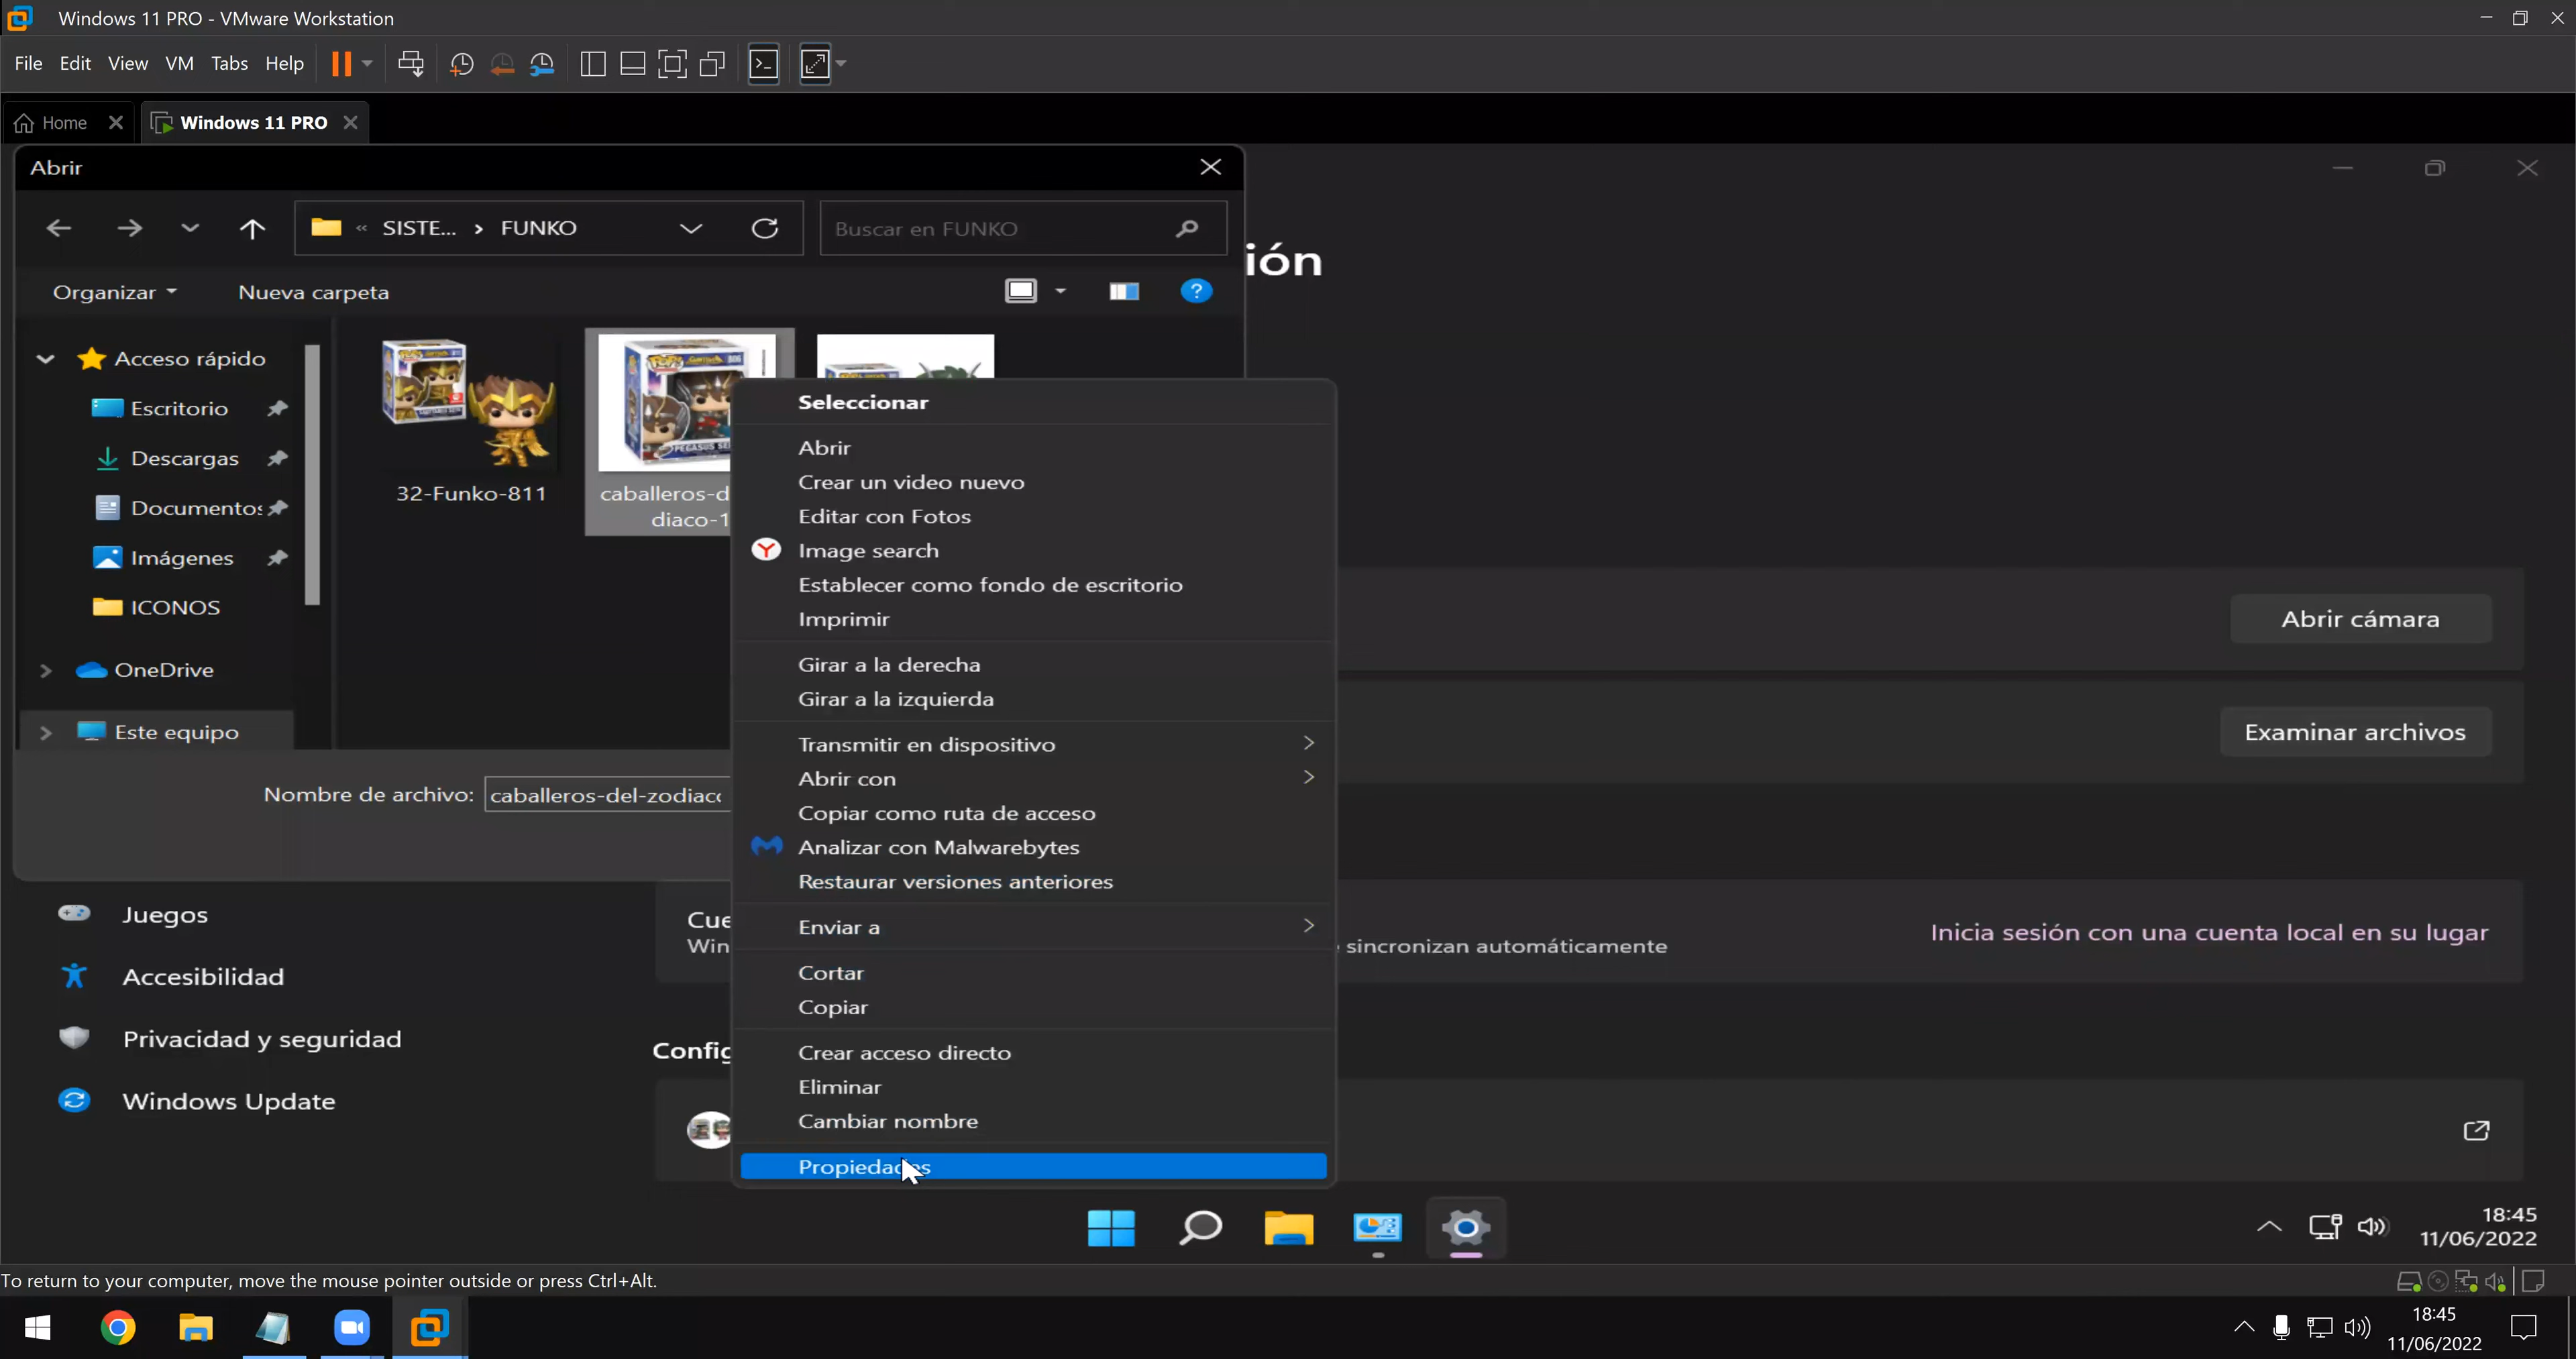 Windows 11 PRO - VMware Workstation
File Edit View VM Tabs Help
Home
Windows 11 PRO
Abrir
« SISTE... › FUNKO
Buscar en FUNKO
ión
Organizar
Nueva carpeta
Acceso rápido
Escritorio
Descargas
Documentos
Imágenes
ICONOS
OneDrive
Este equipo
32-Funko-811
caballeros-d
diaco-1
PEGASUS SE
Nombre de archivo:
caballeros-del-zodiaco
Seleccionar
Abrir
Crear un video nuevo
Editar con Fotos
Image search
Establecer como fondo de escritorio
Imprimir
Girar a la derecha
Girar a la izquierda
Transmitir en dispositivo
Abrir con
Copiar como ruta de acceso
Analizar con Malwarebytes
Restaurar versiones anteriores
Enviar a
Cortar
Copiar
Crear acceso directo
Eliminar
Cambiar nombre
Propiedades
Abrir cámara
Examinar archivos
Cue
Win
e sincronizan automáticamente
Inicia sesión con una cuenta local en su lugar
Config
Juegos
Accesibilidad
Privacidad y seguridad
Windows Update
18:45
11/06/2022
To return to your computer, move the mouse pointer outside or press Ctrl+Alt.
18:45
11/06/2022